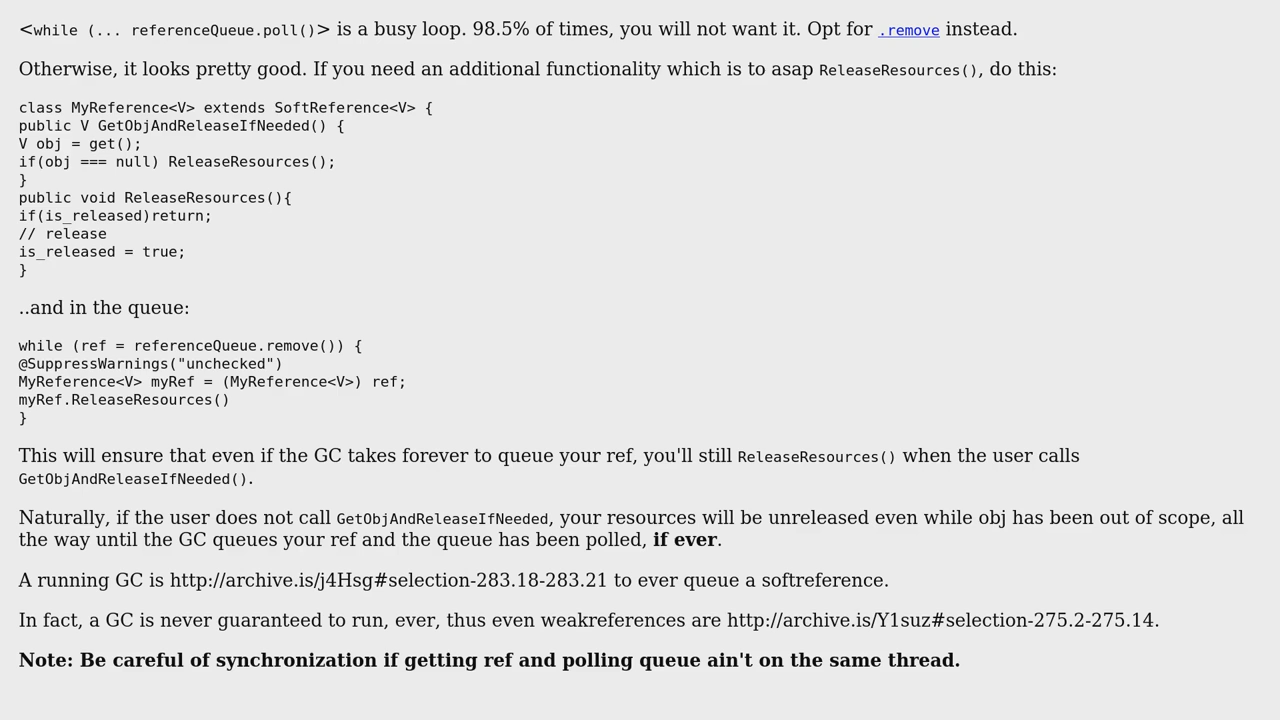 <while (... referenceQueue.poll()> is a busy loop. 98.5% of times, you will not want it. Opt for .remove instead.
Otherwise, it looks pretty good. If you need an additional functionality which is to asap ReleaseResources(), do this:
class MyReference<V> extends SoftReference<V> {
public V GetObjAndReleaseIfNeeded() {
V obj = get();
if(obj === null) ReleaseResources();
}
public void ReleaseResources(){
if(is_released)return;
// release
is_released = true;
}
..and in the queue:
while (ref = referenceQueue.remove()) {
@SuppressWarnings("unchecked")
MyReference<V> myRef = (MyReference<V>) ref;
myRef.ReleaseResources()
}
This will ensure that even if the GC takes forever to queue your ref, you'll still ReleaseResources() when the user calls
GetObjAndReleaseIfNeeded().
Naturally, if the user does not call GetObjAndReleaseIfNeeded, your resources will be unreleased even while obj has been out of scope, all
the way until the GC queues your ref and the queue has been polled, if ever.
A running GC is http://archive.is/j4Hsg#selection-283.18-283.21 to ever queue a softreference.
In fact, a GC is never guaranteed to run, ever, thus even weakreferences are http://archive.is/Y1suz#selection-275.2-275.14.
Note: Be careful of synchronization if getting ref and polling queue ain't on the same thread.